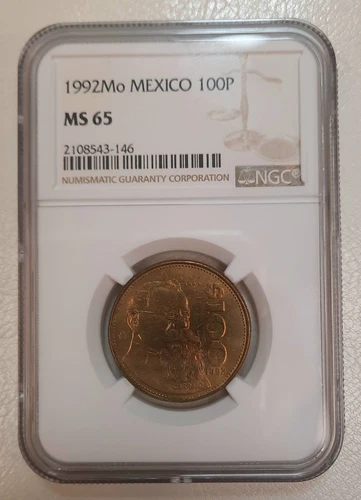 1992Mo MEXICO 100P
MS 65
2108543-146
NUMISMATIC GUARANTY CORPORATION
NGC®
$100